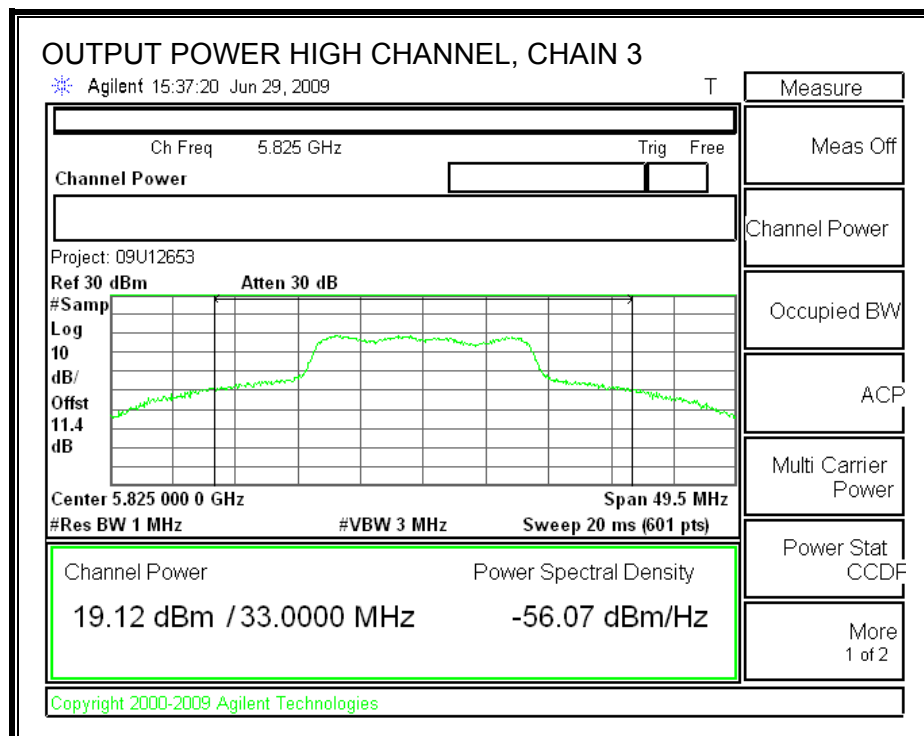 OUTPUT POWER HIGH CHANNEL, CHAIN 3
Agilent 15:37:20 Jun 29, 2009 T
Measure
Ch Freq 5.825 GHz Trig Free
Meas Off
Channel Power
Channel Power
Project: 09U12653
Ref 30 dBm Atten 30 dB
#Samp
Log
10
dB/
Offst
11.4
dB
Occupied BW
ACP
Multi Carrier
Power
Center 5.825 000 0 GHz Span 49.5 MHz
#Res BW 1 MHz #VBW 3 MHz Sweep 20 ms (601 pts)
Power Stat
CCDF
Channel Power Power Spectral Density
19.12 dBm / 33.0000 MHz -56.07 dBm/Hz
More
1 of 2
Copyright 2000-2009 Agilent Technologies